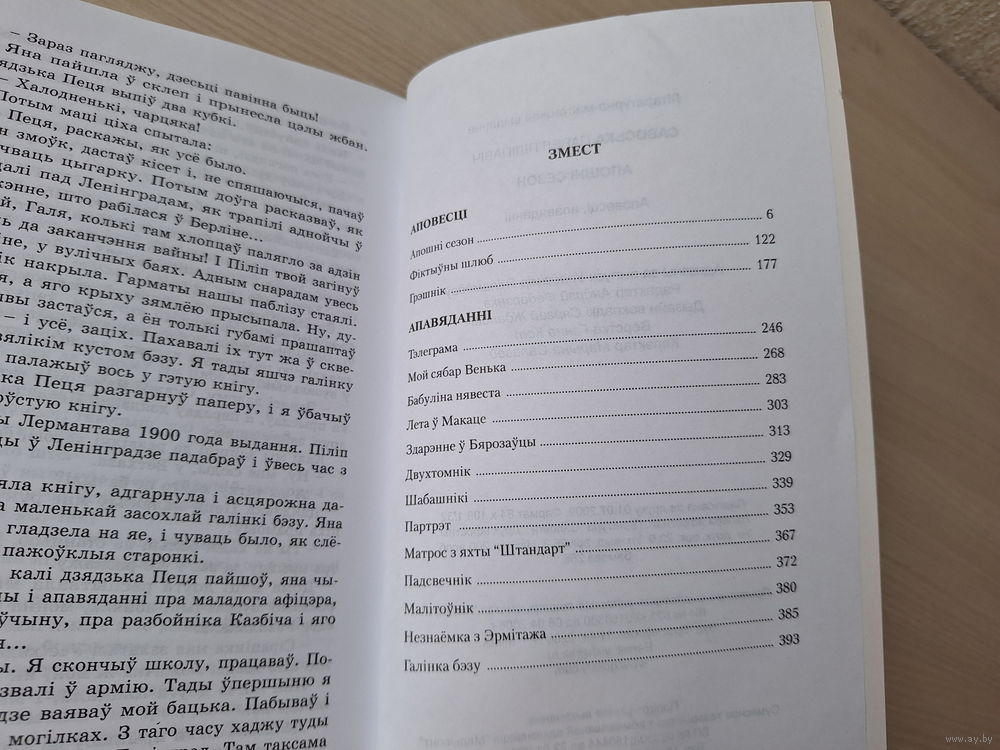 – Зараз пагляджу, дзесьці павінна быць!
Яна пайшла ў склеп і прынесла цэлы жбан.
Пеця выпіў два кубкі.
– Халодненькі, чарцяка!
Потым маці ціха спытала:
Пеця, раскажы, як усё было.
змоўк, дастаў кісет і, не спяшаючыся, пачаў
цыгарку. Потым доўга расказваў, як
пад Ленінградам, як трапілі аднойчы ў
што рабілася ў Берліне...
Галя, колькі там хлопцаў палягло за адзін
да заканчэння вайны! І Піліп твой загінуў
у вулічных баях. Адным снарадам увесь
накрыла. Гарматы нашы паблізу стаялі.
а яго крыху зямлёю прысыпала. Ну, ду-
застаўся, а ён толькі губамі прашаптаў
– і усё, заціх. Пахавалі іх тут жа ў скве-
кустом бэзу. Я тады яшчэ галінку
палажыў вось у гэтую кнігу.
Пеця разгарнуў паперу, і я ўбачыў
кнігу.
Лермантава 1900 года выдання. Піліп
ў Ленінградзе падабраў і ўвесь час з
кнігу, адгарнула і асцярожна да-
маленькай засохлай галінкі бэзу. Яна
гладзела на яе, і чуваць было, як слё-
пажоўклыя старонкі.
калі дзядзька Пеця пайшоў, яна чы-
і апавяданні пра маладога афіцэра,
пра разбойніка Казбіча і яго
Я скончыў школу, працаваў. По-
ў армію. Тады ўпершыню я
ваяваў мой бацька. Пабываў і
могілках. З таго часу хаджу туды
Там таксама
ЗМЕСТ
АПОВЕСЦІ
Апошні сезон 6
Фіктыўны шлюб 122
Грэшнік 177
АПАВЯДАННІ
Тэлеграма 246
Мой сябар Венька 268
Бабуліна нявеста 283
Лета ў Макаце 303
Здарэнне ў Бярозаўцы 313
Двухтомнік 329
Шабашнікі 339
Партрэт 353
Матрос з яхты “Штандарт” 367
Падсвечнік 372
Малітоўнік 380
Незнаёмка з Эрмітажа 385
Галінка бэзу 393
www.ay.by